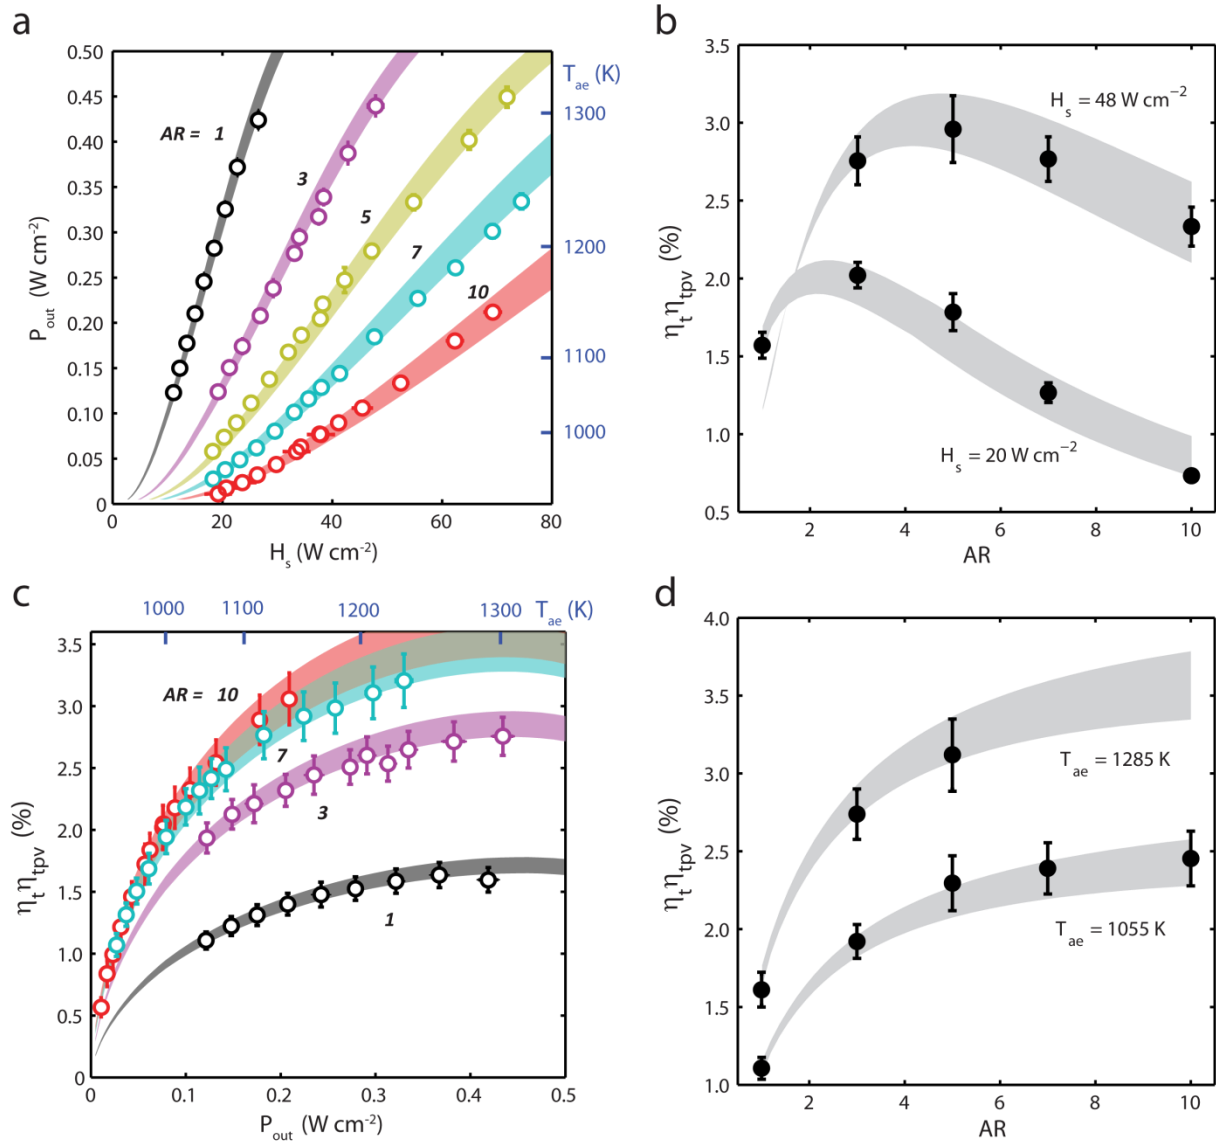 a
0.50
0.45
0.40
0.35
0.30
0.25
0.20
0.15
0.10
0.05
0
P_out (W cm⁻²)
0 20 40 60 80
H_s (W cm⁻²)
T_ae (K)
1300
1200
1100
1000
AR = 1
3
5
7
10
b
3.5
3.0
2.5
2.0
1.5
1.0
0.5
η_t η_tpv (%)
2 4 6 8 10
AR
H_s = 48 W cm⁻²
H_s = 20 W cm⁻²
c
1000 1100 1200 1300 T_ae (K)
3.5
3.0
2.5
2.0
1.5
1.0
0.5
0
η_t η_tpv (%)
0 0.1 0.2 0.3 0.4 0.5
P_out (W cm⁻²)
AR = 10
7
3
1
d
4.0
3.5
3.0
2.5
2.0
1.5
1.0
η_t η_tpv (%)
2 4 6 8 10
AR
T_ae = 1285 K
T_ae = 1055 K